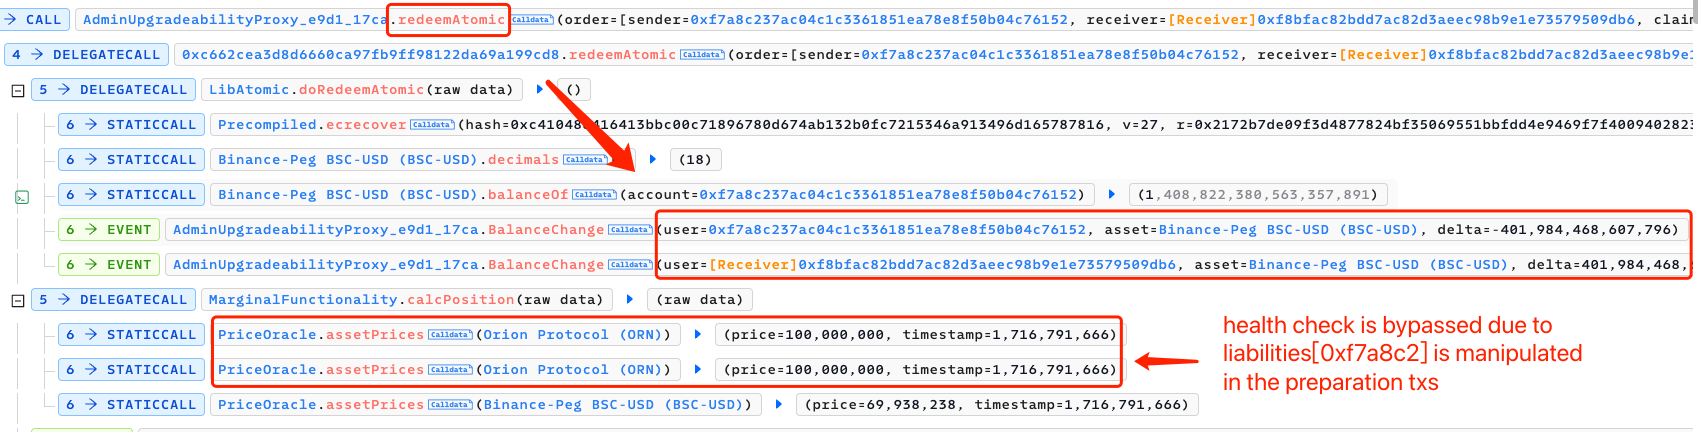 → CALL AdminUpgradeabilityProxy_e9d1_17ca.redeemAtomic Calldata (order=[sender=0xf7a8c237ac04c1c3361851ea78e8f50b04c76152, receiver=[Receiver]0xf8bfac82bdd7ac82d3aeec98b9e1e73579509db6, claim
4 → DELEGATECALL 0xc662cea3d8d6660ca97fb9ff98122da69a199cd8.redeemAtomic Calldata (order=[sender=0xf7a8c237ac04c1c3361851ea78e8f50b04c76152, receiver=[Receiver]0xf8bfac82bdd7ac82d3aeec98b9e1
5 → DELEGATECALL LibAtomic.doRedeemAtomic(raw data) ()
6 → STATICCALL Precompiled.ecrecover Calldata 416413bbc00c71896780d674ab132b0fc7215346a913496d165787816, v=27, r=0x2172b7de09f3d4877824bf35069551bbfdd4e9469f7f4009402823
6 → STATICCALL Binance-Peg BSC-USD (BSC-USD).decimals Calldata (18)
6 → STATICCALL Binance-Peg BSC-USD (BSC-USD).balanceOf Calldata (account=0xf7a8c237ac04c1c3361851ea78e8f50b04c76152) (1,408,822,380,563,357,891)
6 → EVENT AdminUpgradeabilityProxy_e9d1_17ca.BalanceChange Calldata (user=0xf7a8c237ac04c1c3361851ea78e8f50b04c76152, asset=Binance-Peg BSC-USD (BSC-USD), delta=-401,984,468,607,796)
6 → EVENT AdminUpgradeabilityProxy_e9d1_17ca.BalanceChange Calldata (user=[Receiver]0xf8bfac82bdd7ac82d3aeec98b9e1e73579509db6, asset=Binance-Peg BSC-USD (BSC-USD), delta=401,984,468,
5 → DELEGATECALL MarginalFunctionality.calcPosition(raw data) (raw data)
6 → STATICCALL PriceOracle.assetPrices Calldata (Orion Protocol (ORN)) (price=100,000,000, timestamp=1,716,791,666)
6 → STATICCALL PriceOracle.assetPrices Calldata (Orion Protocol (ORN)) (price=100,000,000, timestamp=1,716,791,666)
6 → STATICCALL PriceOracle.assetPrices Calldata (Binance-Peg BSC-USD (BSC-USD)) (price=69,938,238, timestamp=1,716,791,666)
health check is bypassed due to
liabilities[0xf7a8c2] is manipulated
in the preparation txs